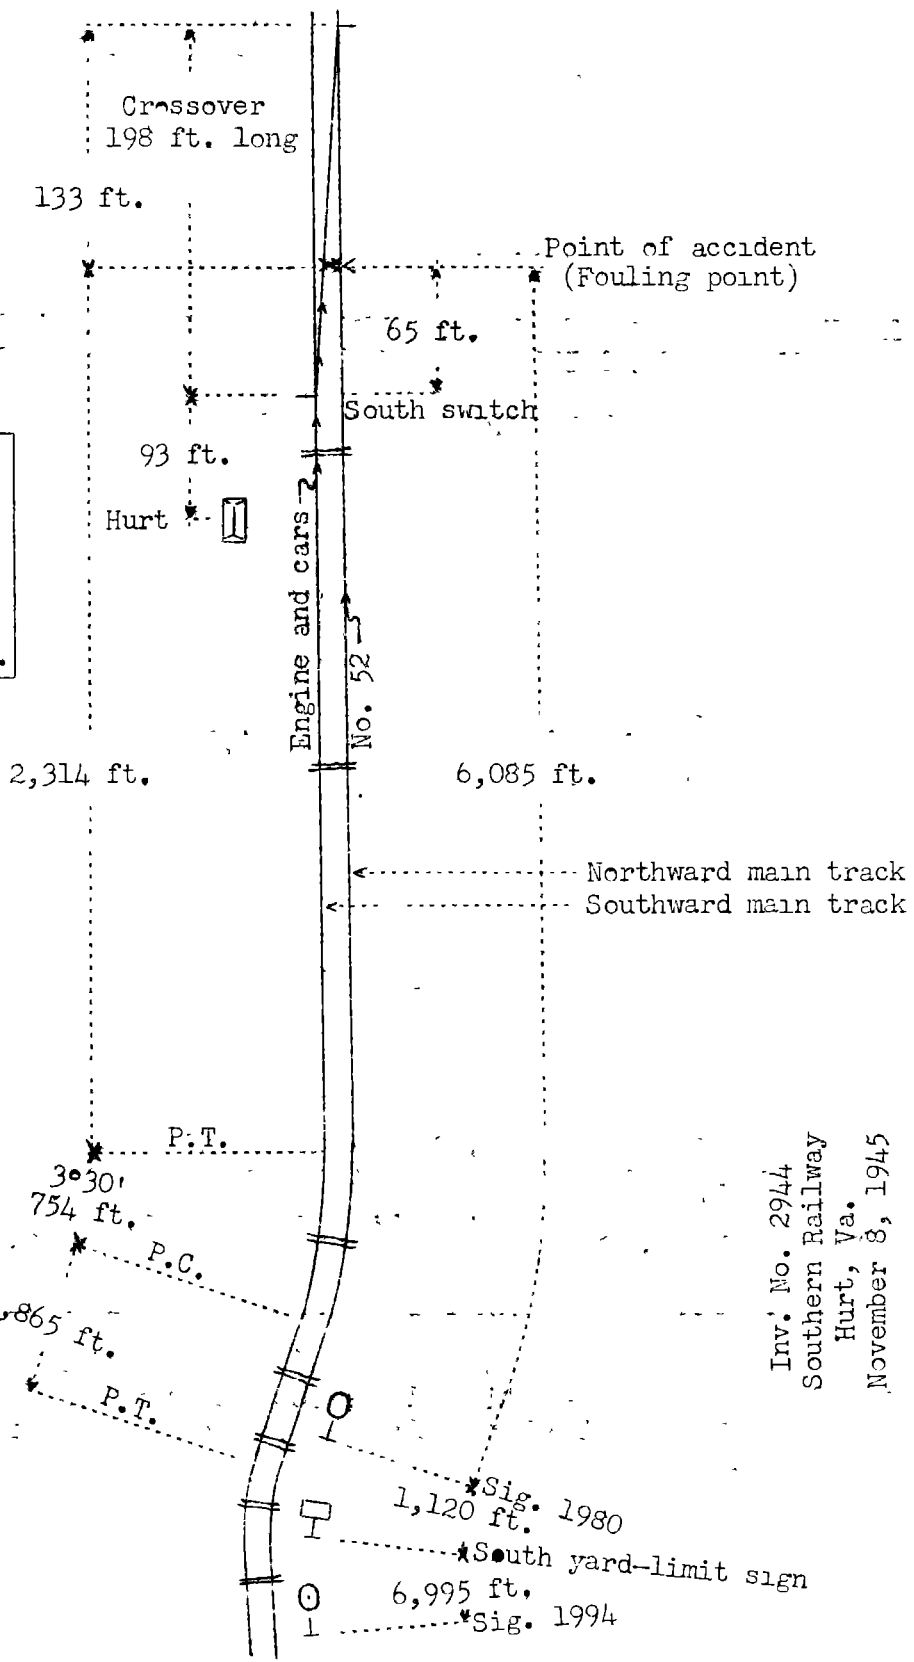 Crossover
198 ft. long
133 ft.
Point of accident
(Fouling point)
65 ft.
South switch
93 ft.
Hurt
Engine and cars
No. 52
2,314 ft.
6,085 ft.
Northward main track
Southward main track
P.T.
3°30'
754 ft.
P.C.
,865 ft.
P.T.
Sig. 1980
1,120 ft.
South yard-limit sign
6,995 ft.
Sig. 1994
Inv. No. 2944
Southern Railway
Hurt, Va.
November 8, 1945